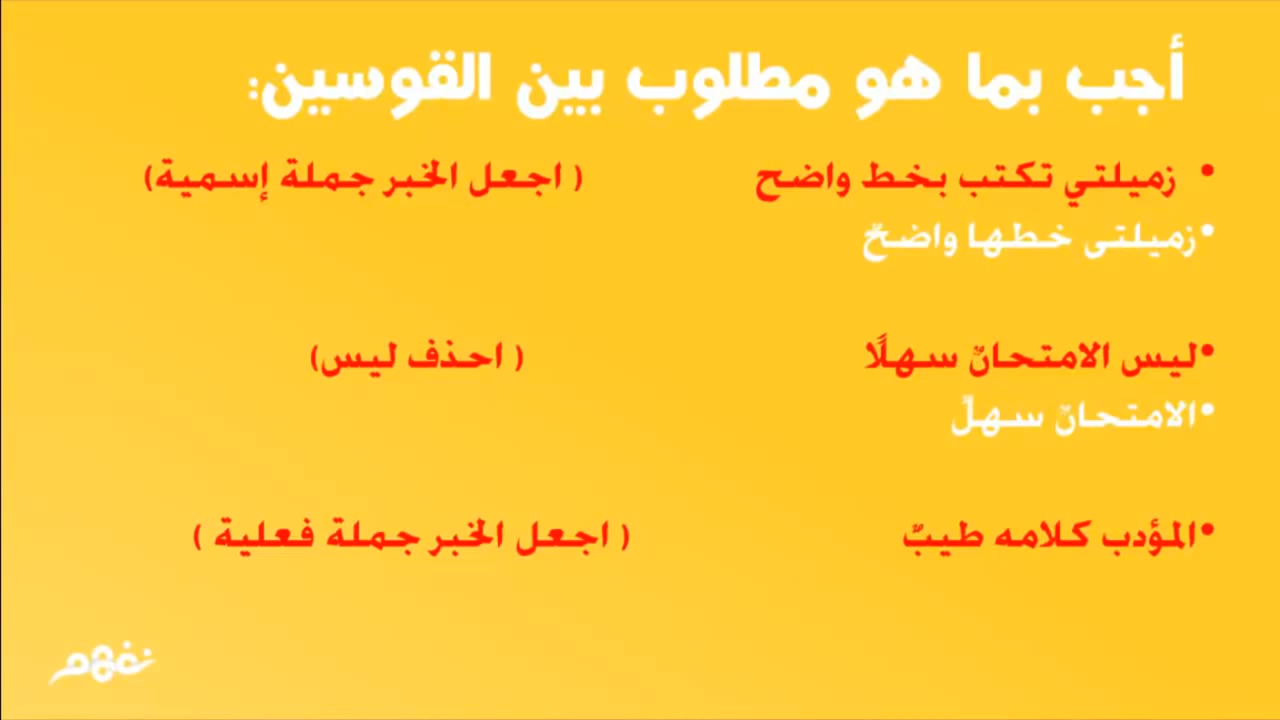 أجب بما هو مطلوب بين القوسين:
• زميلتي تكتب بخط واضح ( اجعل الخبر جملة إسمية)
•زميلتى خطها واضحٌ
•ليس الامتحانُ سهلًا ( احذف ليس)
•الامتحانُ سهلٌ
•المؤدب كلامه طيبٌ ( اجعل الخبر جملة فعلية )
نفهم